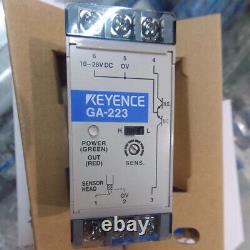 6 5 4
10-28V DC 0V
KEYENCE
GA-223
H L
POWER
(GREEN)
OUT
(RED)
SENS.
SENSOR
HEAD
0V
1 2 3